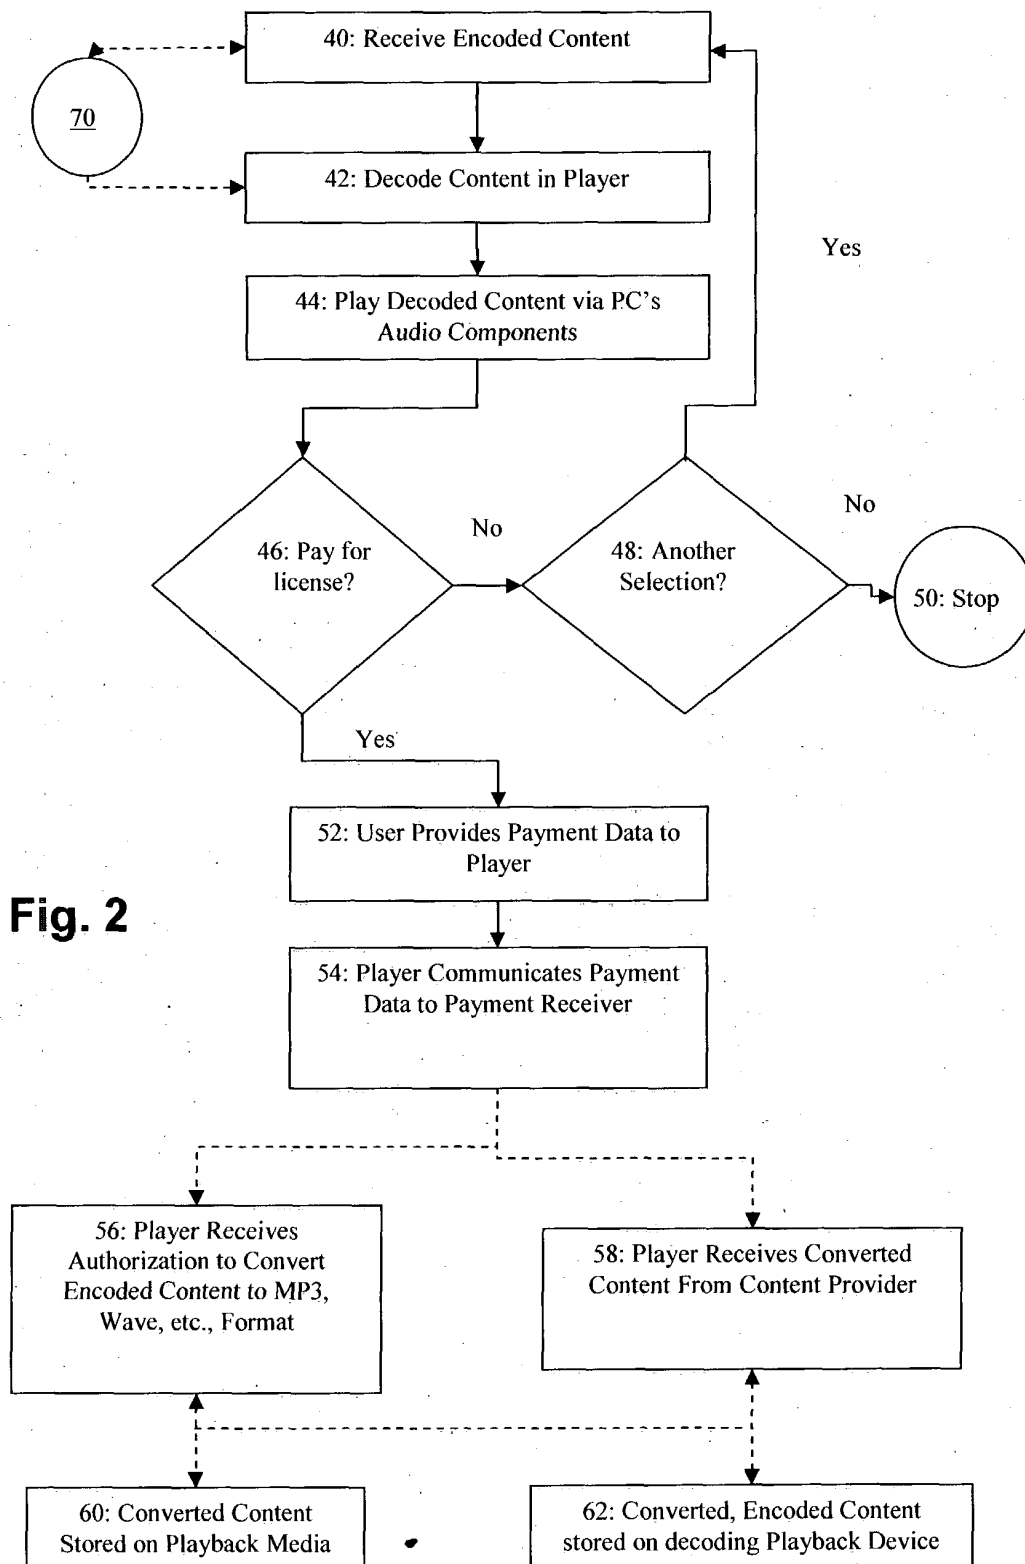 40: Receive Encoded Content
70
42: Decode Content in Player
Yes
44: Play Decoded Content via PC's
Audio Components
No
No
46: Pay for
license?
48: Another
Selection?
50: Stop
Yes
52: User Provides Payment Data to
Player
Fig. 2
54: Player Communicates Payment
Data to Payment Receiver
56: Player Receives
Authorization to Convert
Encoded Content to MP3,
Wave, etc., Format
58: Player Receives Converted
Content From Content Provider
60: Converted Content
Stored on Playback Media
62: Converted, Encoded Content
stored on decoding Playback Device